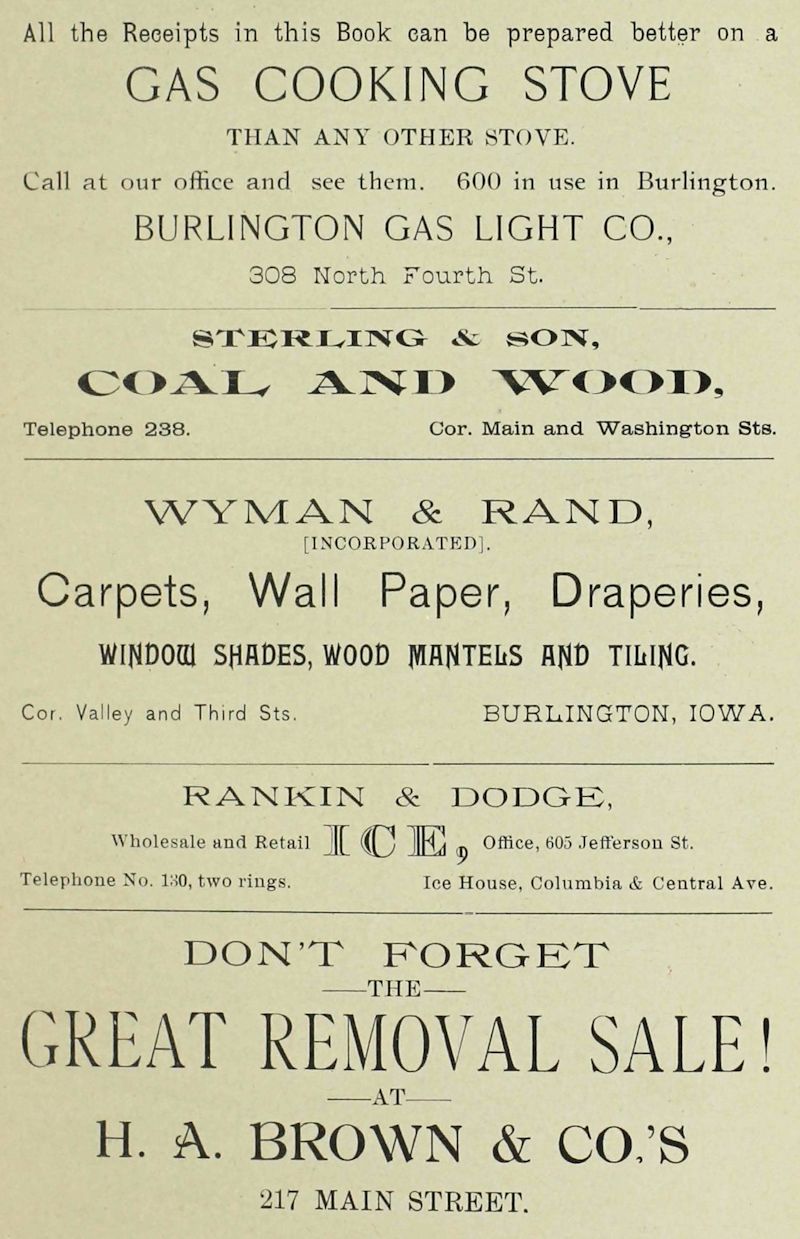 All the Receipts in this Book can be prepared better on a
GAS COOKING STOVE
THAN ANY OTHER STOVE.
Call at our office and see them. 600 in use in Burlington.
BURLINGTON GAS LIGHT CO.,
308 North Fourth St.
STERLING & SON,
COAL AND WOOD,
Telephone 238. Cor. Main and Washington Sts.
WYMAN & RAND,
[INCORPORATED].
Carpets, Wall Paper, Draperies,
WINDOW SHADES, WOOD MANTELS AND TILING.
Cor. Valley and Third Sts. BURLINGTON, IOWA.
RANKIN & DODGE,
Wholesale and Retail ICE, Office, 605 Jefferson St.
Telephone No. 130, two rings. Ice House, Columbia & Central Ave.
DON'T FORGET
—THE—
GREAT REMOVAL SALE!
—AT—
H. A. BROWN & CO.'S
217 MAIN STREET.